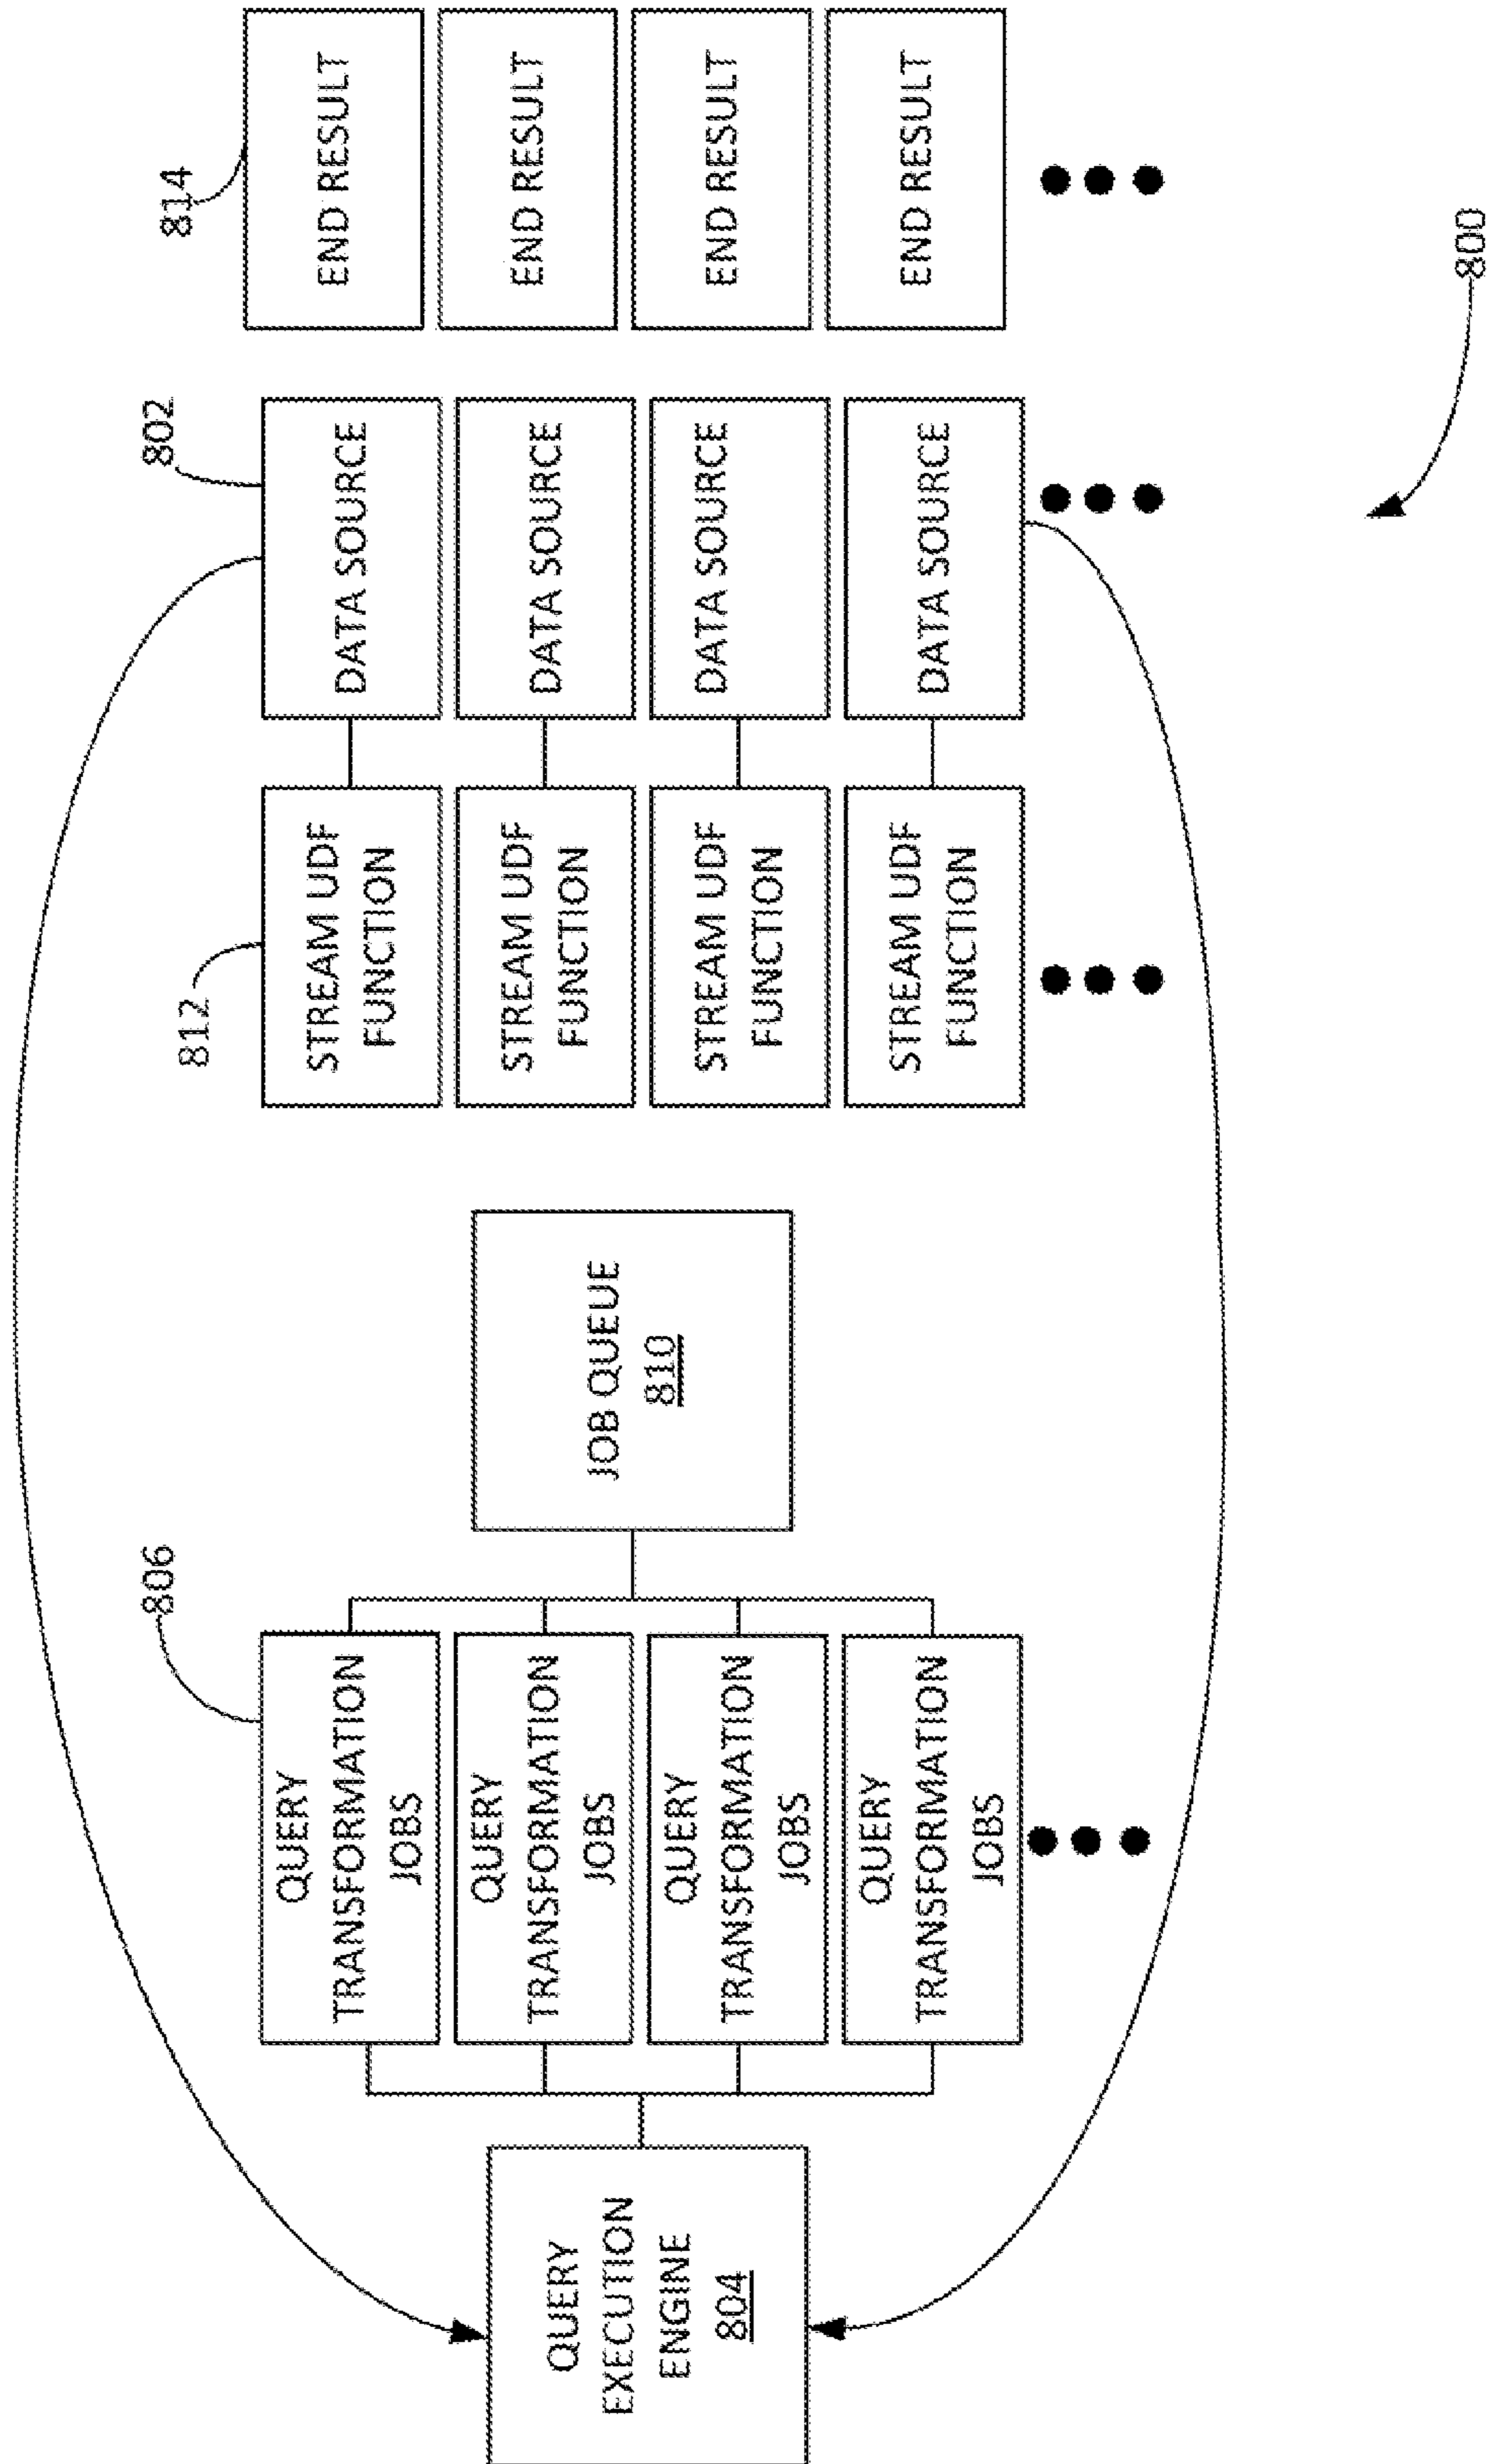 QUERY
EXECUTION
ENGINE
804
806
QUERY
TRANSFORMATION
JOBS
QUERY
TRANSFORMATION
JOBS
QUERY
TRANSFORMATION
JOBS
QUERY
TRANSFORMATION
JOBS
JOB QUEUE
810
812
STREAM UDF
FUNCTION
STREAM UDF
FUNCTION
STREAM UDF
FUNCTION
STREAM UDF
FUNCTION
802
DATA SOURCE
DATA SOURCE
DATA SOURCE
DATA SOURCE
814
END RESULT
END RESULT
END RESULT
END RESULT
800